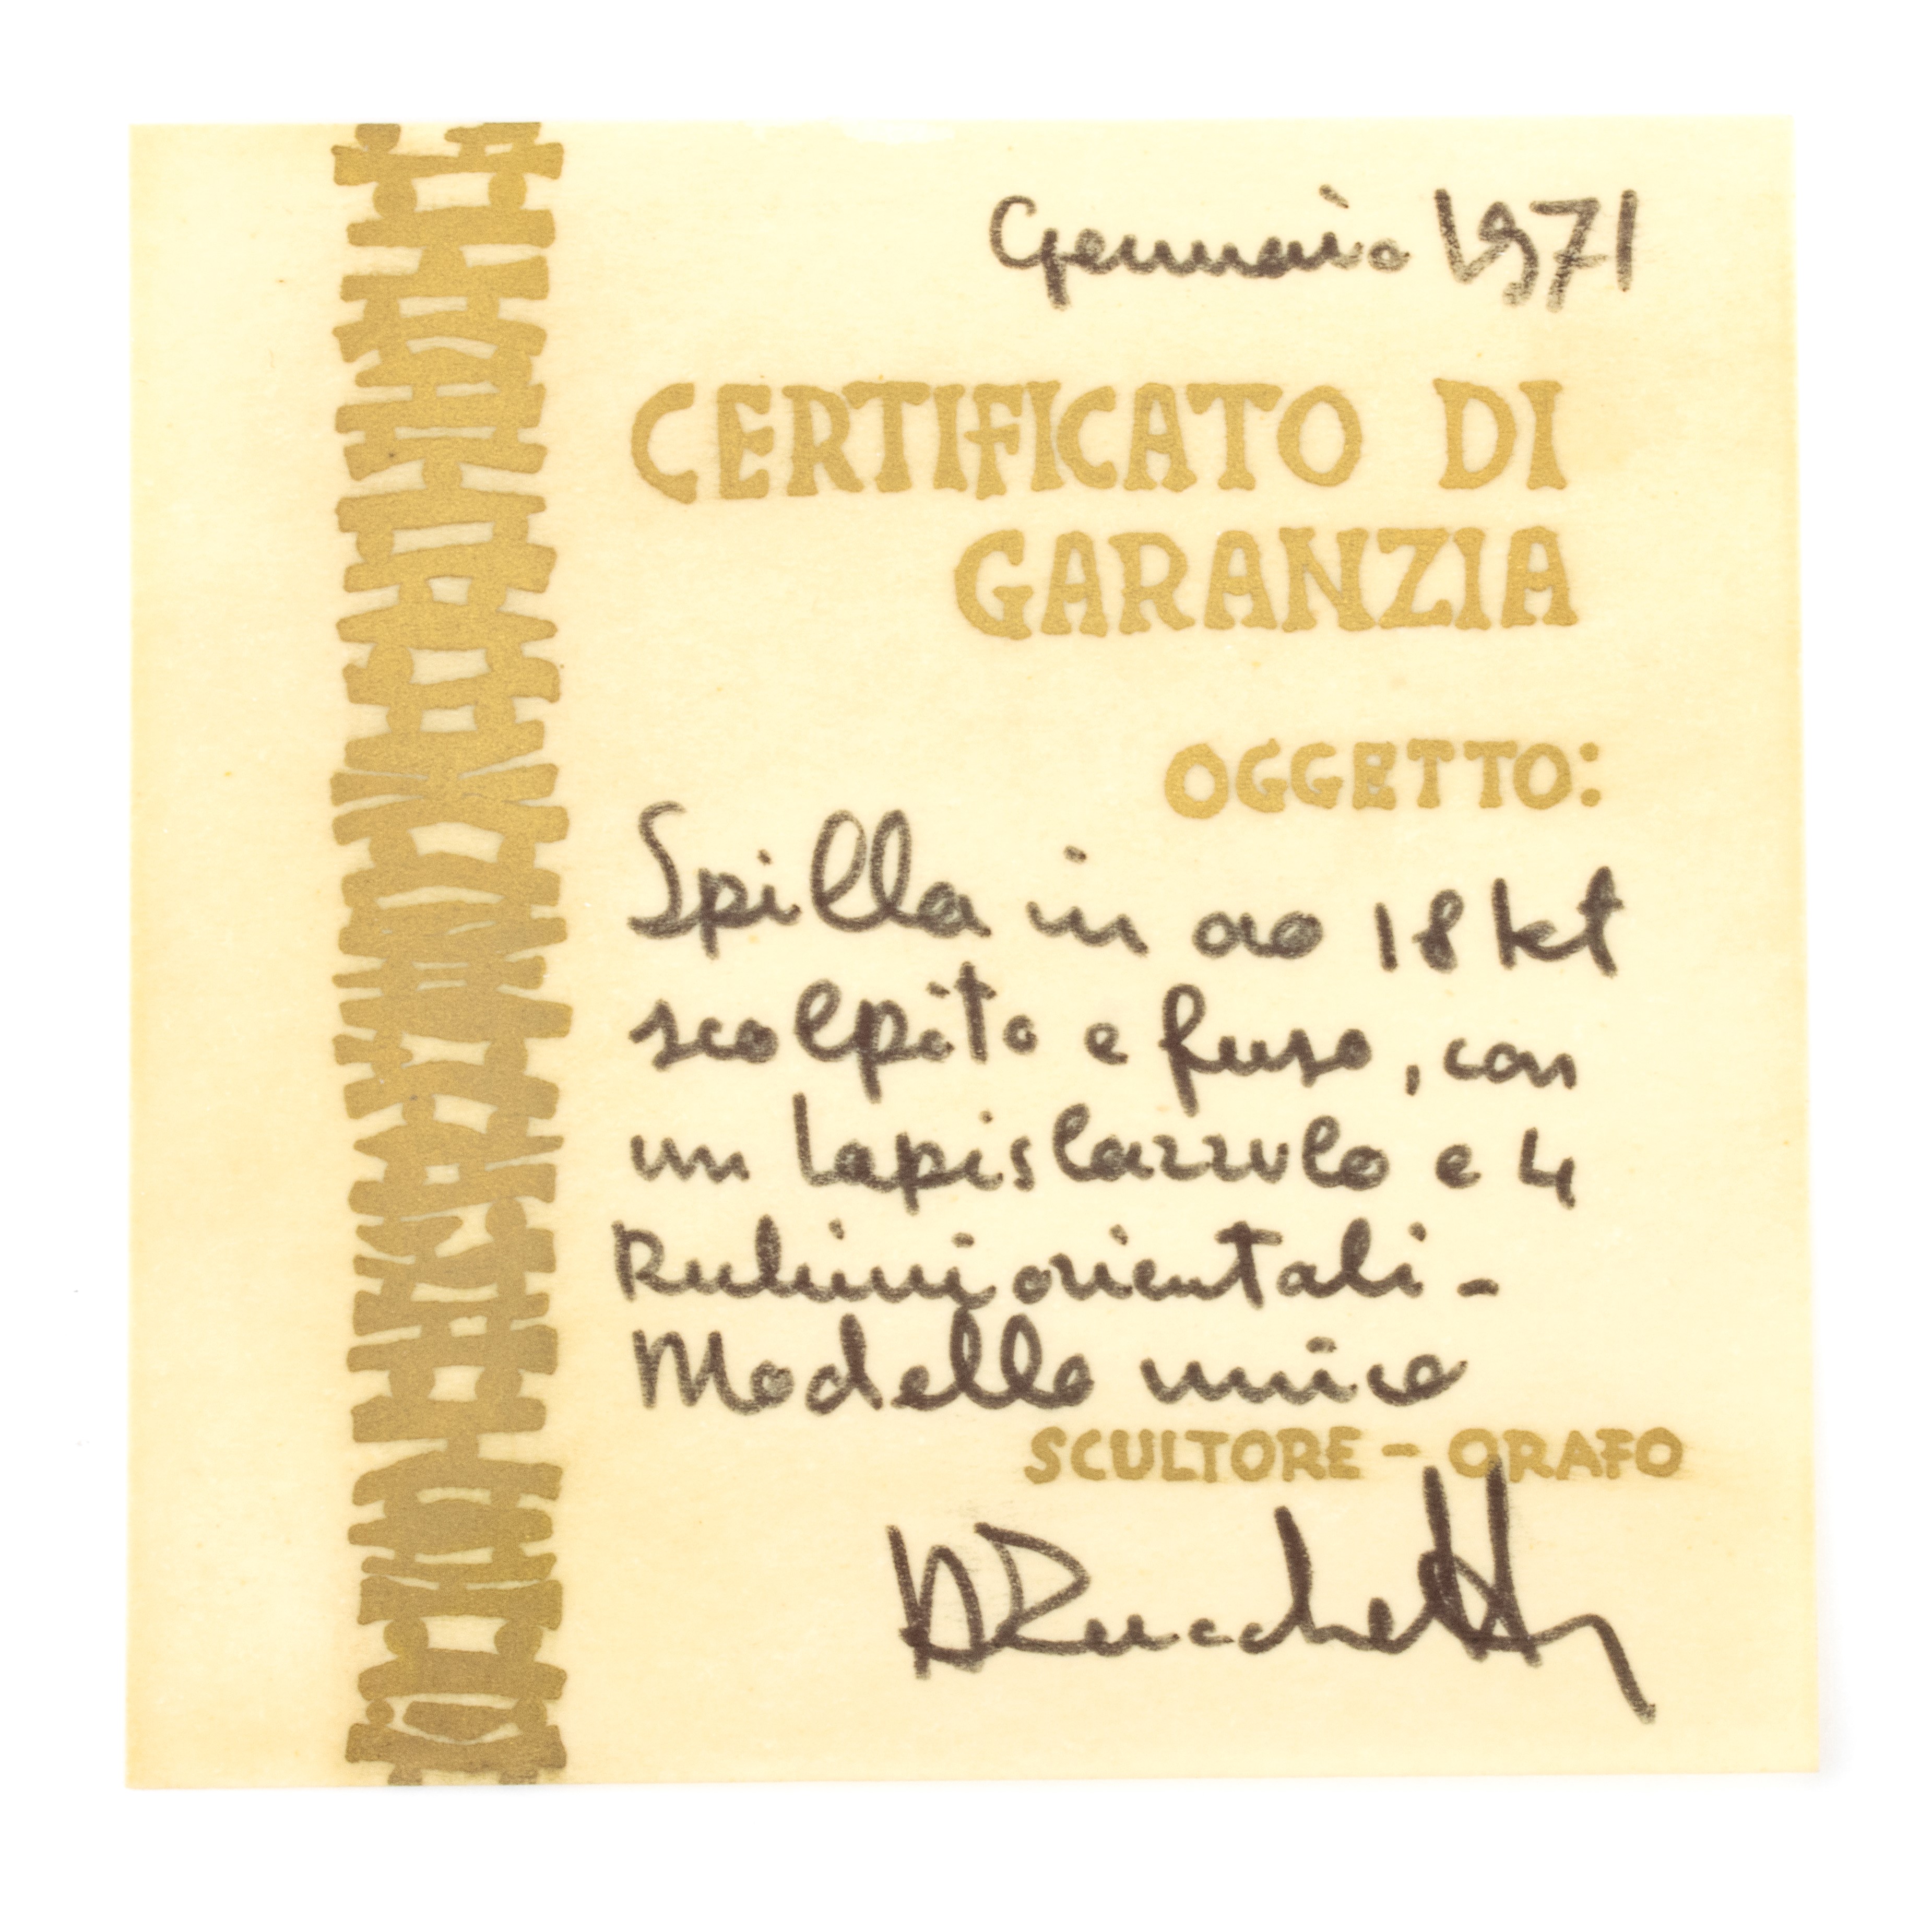 Gennaio 1971
CERTIFICATO DI
GARANZIA
OGGETTO:
Spilla in oro 18 kt
scolpito e fuso, con
un Lapislazzulo e 4
Rubini orientali -
Modello unico
SCULTORE - ORAFO